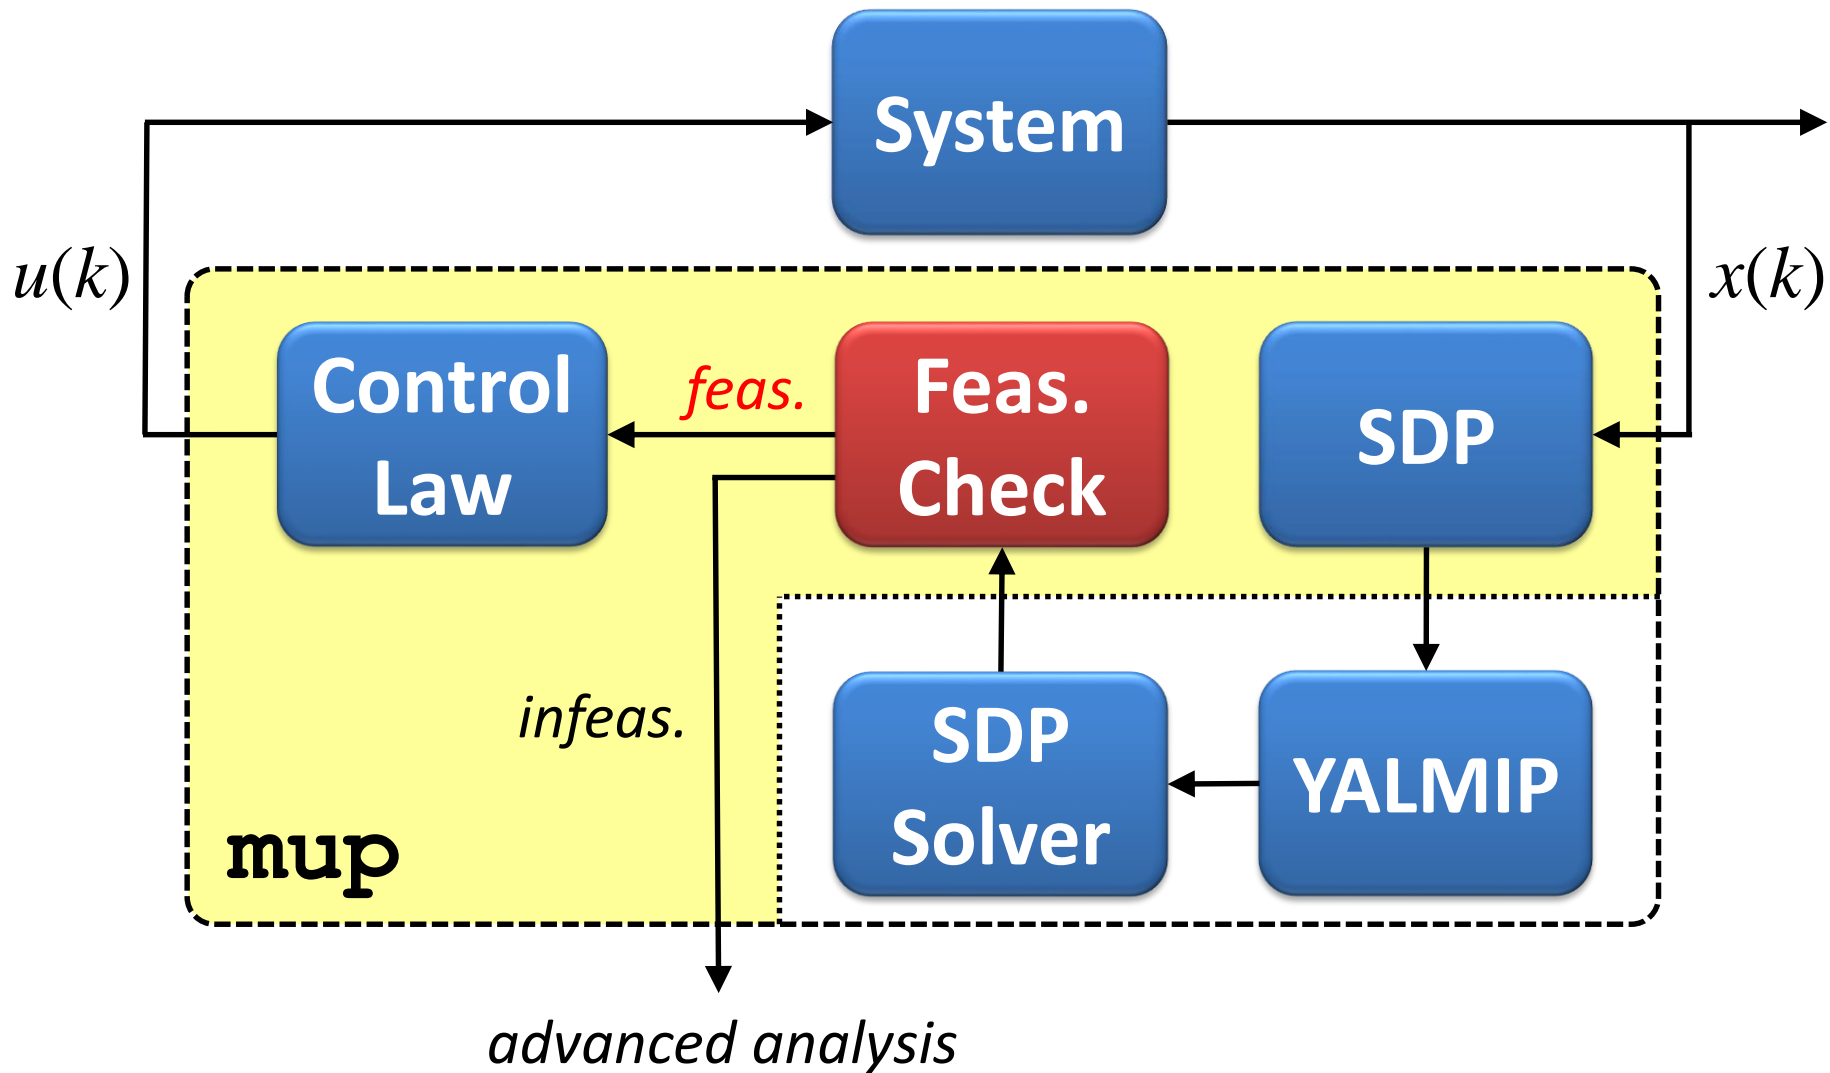 System
u(k)
x(k)
Control
Law
feas.
Feas.
Check
SDP
infeas.
SDP
Solver
YALMIP
mup
advanced analysis